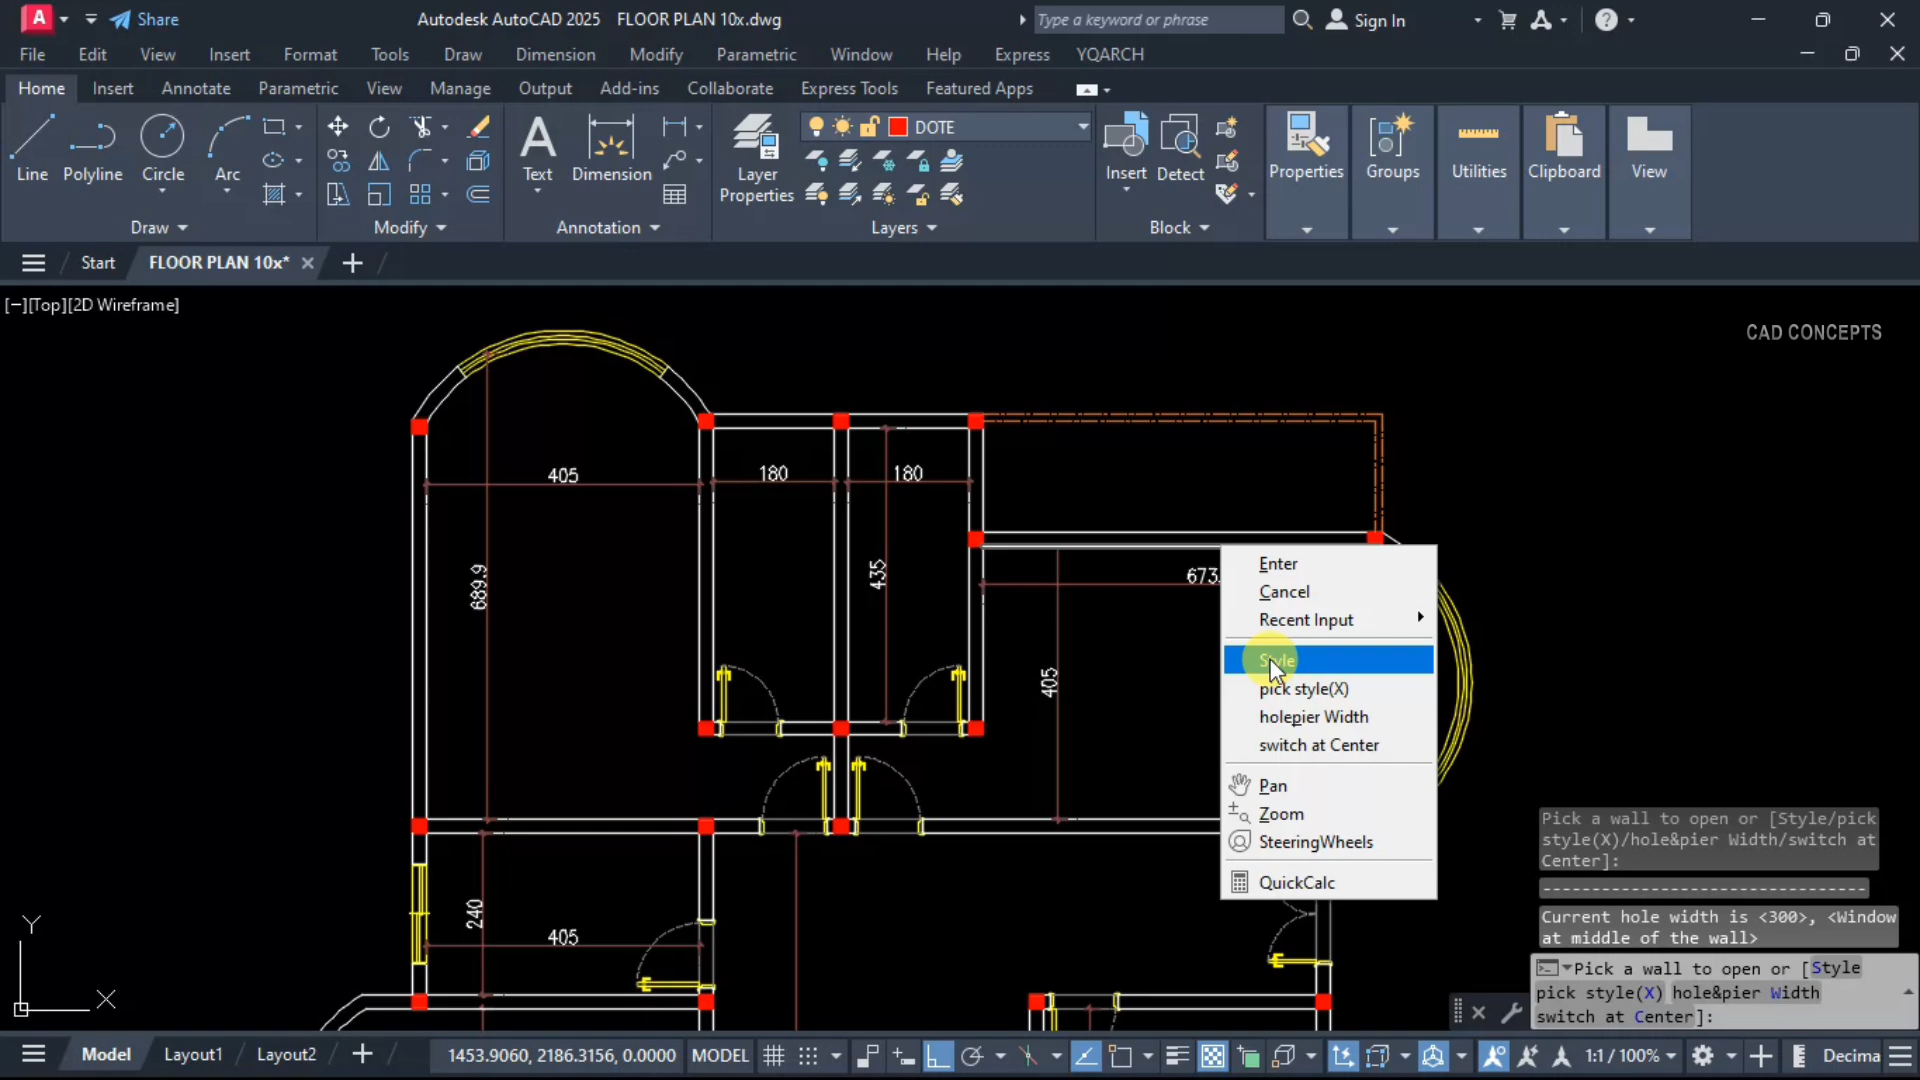 Share
Autodesk AutoCAD 2025 FLOOR PLAN 10x.dwg
Type a keyword or phrase
Sign In
File Edit View Insert Format Tools Draw Dimension Modify Parametric Window Help Express YQARCH
Home Insert Annotate Parametric View Manage Output Add-ins Collaborate Express Tools Featured Apps
DOTE
Line Polyline Circle Arc
Text Dimension
Layer
Properties
Insert Detect
Properties Groups Utilities Clipboard View
Draw Modify Annotation Layers Block
Start FLOOR PLAN 10x*
[−][Top][2D Wireframe]
CAD CONCEPTS
405
180
180
689.9
435
673.
405
240
405
Enter
Cancel
Recent Input
Style
pick style(X)
holepier Width
switch at Center
Pan
Zoom
SteeringWheels
QuickCalc
Pick a wall to open or [Style/pick
style(X)/hole&pier Width/switch at
Center]:
---------------------------------
Current hole width is <300>, <Window
at middle of the wall>
Pick a wall to open or [Style
pick style(X) hole&pier Width
switch at Center]:
Y
X
Model Layout1 Layout2
1453.9060, 2186.3156, 0.0000 MODEL
1:1 / 100%
Decima